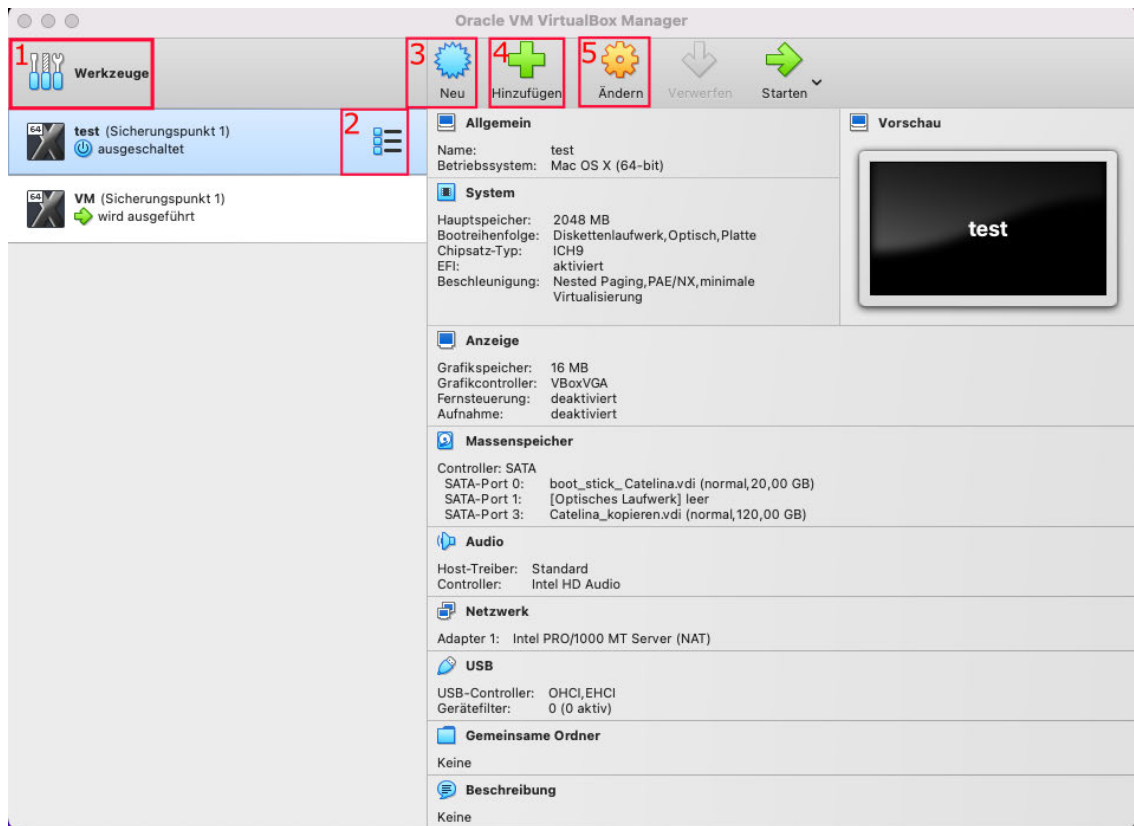 Oracle VM VirtualBox Manager
1 Werkzeuge
3 Neu
4 Hinzufügen
5 Ändern
Verwerfen
Starten
64 test (Sicherungspunkt 1)
ausgeschaltet
2
64 VM (Sicherungspunkt 1)
wird ausgeführt
Allgemein
Name: test
Betriebssystem: Mac OS X (64-bit)
Vorschau
test
System
Hauptspeicher: 2048 MB
Bootreihenfolge: Diskettenlaufwerk,Optisch,Platte
Chipsatz-Typ: ICH9
EFI: aktiviert
Beschleunigung: Nested Paging,PAE/NX,minimale
Virtualisierung
Anzeige
Grafikspeicher: 16 MB
Grafikcontroller: VBoxVGA
Fernsteuerung: deaktiviert
Aufnahme: deaktiviert
Massenspeicher
Controller: SATA
SATA-Port 0: boot_stick_ Catelina.vdi (normal,20,00 GB)
SATA-Port 1: [Optisches Laufwerk] leer
SATA-Port 3: Catelina_kopieren.vdi (normal,120,00 GB)
Audio
Host-Treiber: Standard
Controller: Intel HD Audio
Netzwerk
Adapter 1: Intel PRO/1000 MT Server (NAT)
USB
USB-Controller: OHCI,EHCI
Gerätefilter: 0 (0 aktiv)
Gemeinsame Ordner
Keine
Beschreibung
Keine